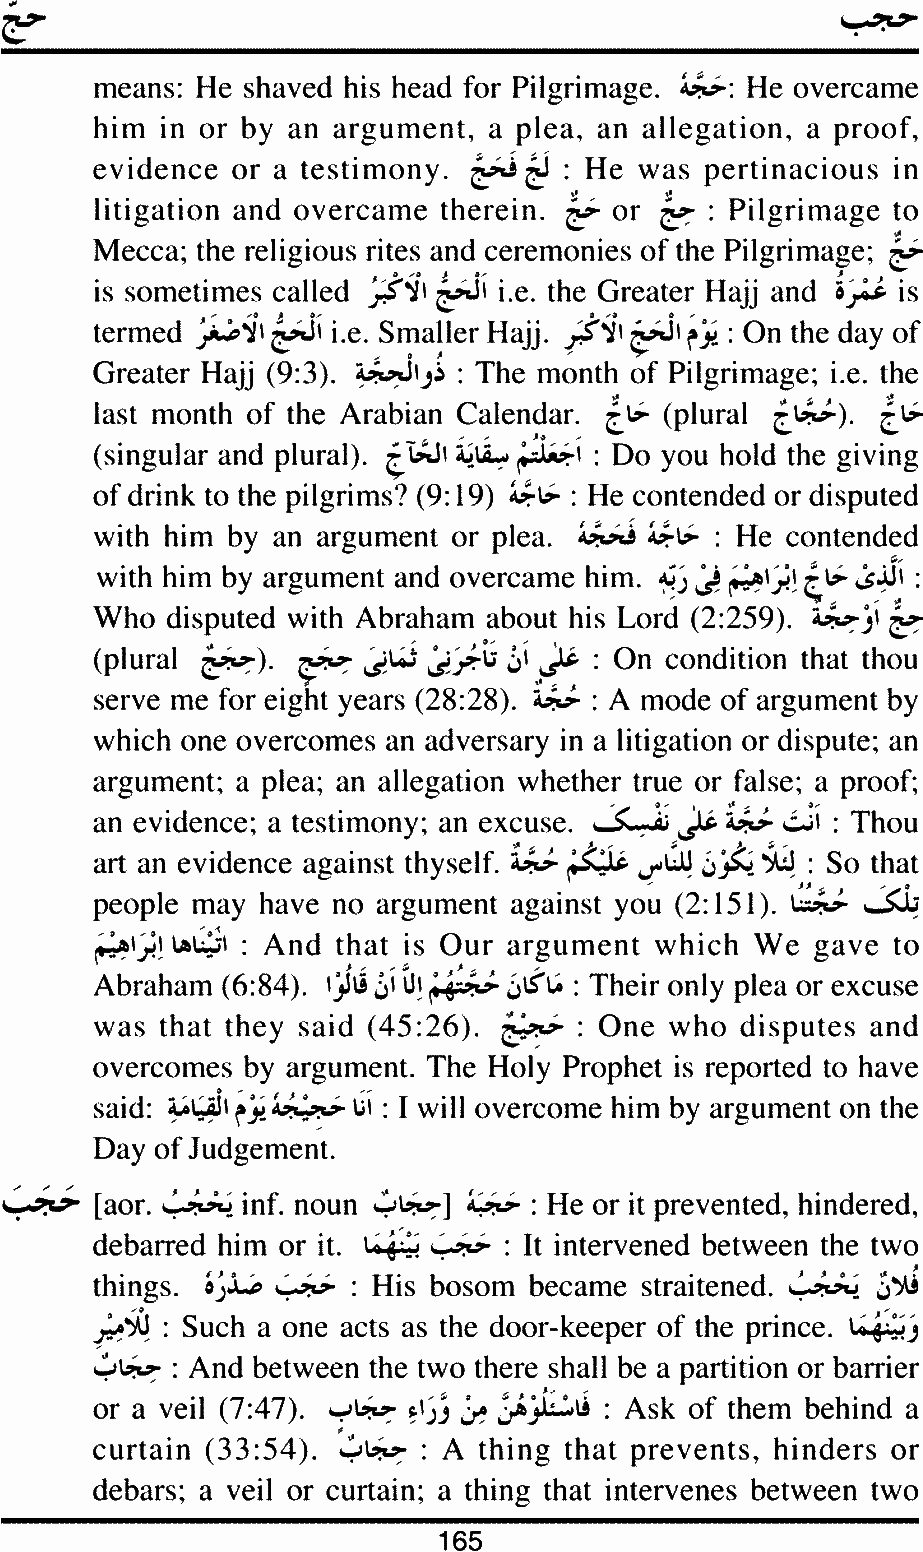 حجّ حجب
means: He shaved his head for Pilgrimage. حَجَّهٗ: He overcame
him in or by an argument, a plea, an allegation, a proof,
evidence or a testimony. لَجَّ فَحَجَّ : He was pertinacious in
litigation and overcame therein. حَجٌّ or حِجٌّ : Pilgrimage to
Mecca; the religious rites and ceremonies of the Pilgrimage; حَجٌّ
is sometimes called اَلْحَجُّ الْاَكْبَرُ i.e. the Greater Hajj and عُمْرَةٌ is
termed اَلْحَجُّ الْاَصْغَرُ i.e. Smaller Hajj. يَوْمَ الْحَجِّ الْاَكْبَرِ : On the day of
Greater Hajj (9:3). ذُوالْحِجَّةِ : The month of Pilgrimage; i.e. the
last month of the Arabian Calendar. حَاجٌّ (plural حُجَّاجٌ). حَاجٌّ
(singular and plural). اَجَعَلْتُمْ سِقَايَةَ الْحَآجِّ : Do you hold the giving
of drink to the pilgrims? (9:19) حَاجَّهٗ : He contended or disputed
with him by an argument or plea. حَاجَّهٗ فَحَجَّهٗ : He contended
with him by argument and overcame him. اَلَّذِىْ حَاجَّ اِبْرَاهِيْمَ فِىْ رَبِّهٖ :
Who disputed with Abraham about his Lord (2:259). حِجٌّ اَوْ حِجَّةٌ
(plural حِجَجٌ). عَلٰى اَنْ تَأْجُرَنِىْ ثَمَانِىَ حِجَجٍ : On condition that thou
serve me for eight years (28:28). حُجَّةٌ : A mode of argument by
which one overcomes an adversary in a litigation or dispute; an
argument; a plea; an allegation whether true or false; a proof;
an evidence; a testimony; an excuse. اَنْتَ حُجَّةٌ عَلٰى نَفْسِکَ : Thou
art an evidence against thyself. لِئَلَّا يَكُوْنَ لِلنَّاسِ عَلَيْكُمْ حُجَّةٌ : So that
people may have no argument against you (2:151). تِلْکَ حُجَّتُنَا
اٰتَيْنَاهَا اِبْرَاهِيْمَ : And that is Our argument which We gave to
Abraham (6:84). مَاكَانَ حُجَّتَهُمْ اِلَّا اَنْ قَالُوْا : Their only plea or excuse
was that they said (45:26). حَجِيْجٌ : One who disputes and
overcomes by argument. The Holy Prophet is reported to have
said: اَنَا حَجِيْجُهٗ يَوْمَ الْقِيَامَةِ : I will overcome him by argument on the
Day of Judgement.
حَجَبَ [aor. يَحْجُبُ inf. noun حِجَابٌ] حَجَبَهٗ : He or it prevented, hindered,
debarred him or it. حَجَبَ بَيْنَهُمَا : It intervened between the two
things. حَجَبَ صَدْرُهٗ : His bosom became straitened. فُلَانٌ يَحْجُبُ
لِلْاَمِيْرِ : Such a one acts as the door-keeper of the prince. وَبَيْنَهُمَا
حِجَابٌ : And between the two there shall be a partition or barrier
or a veil (7:47). فَاسْئَلُوْهُنَّ مِنْ وَّرَاءِ حِجَابٍ : Ask of them behind a
curtain (33:54). حِجَابٌ : A thing that prevents, hinders or
debars; a veil or curtain; a thing that intervenes between two
165